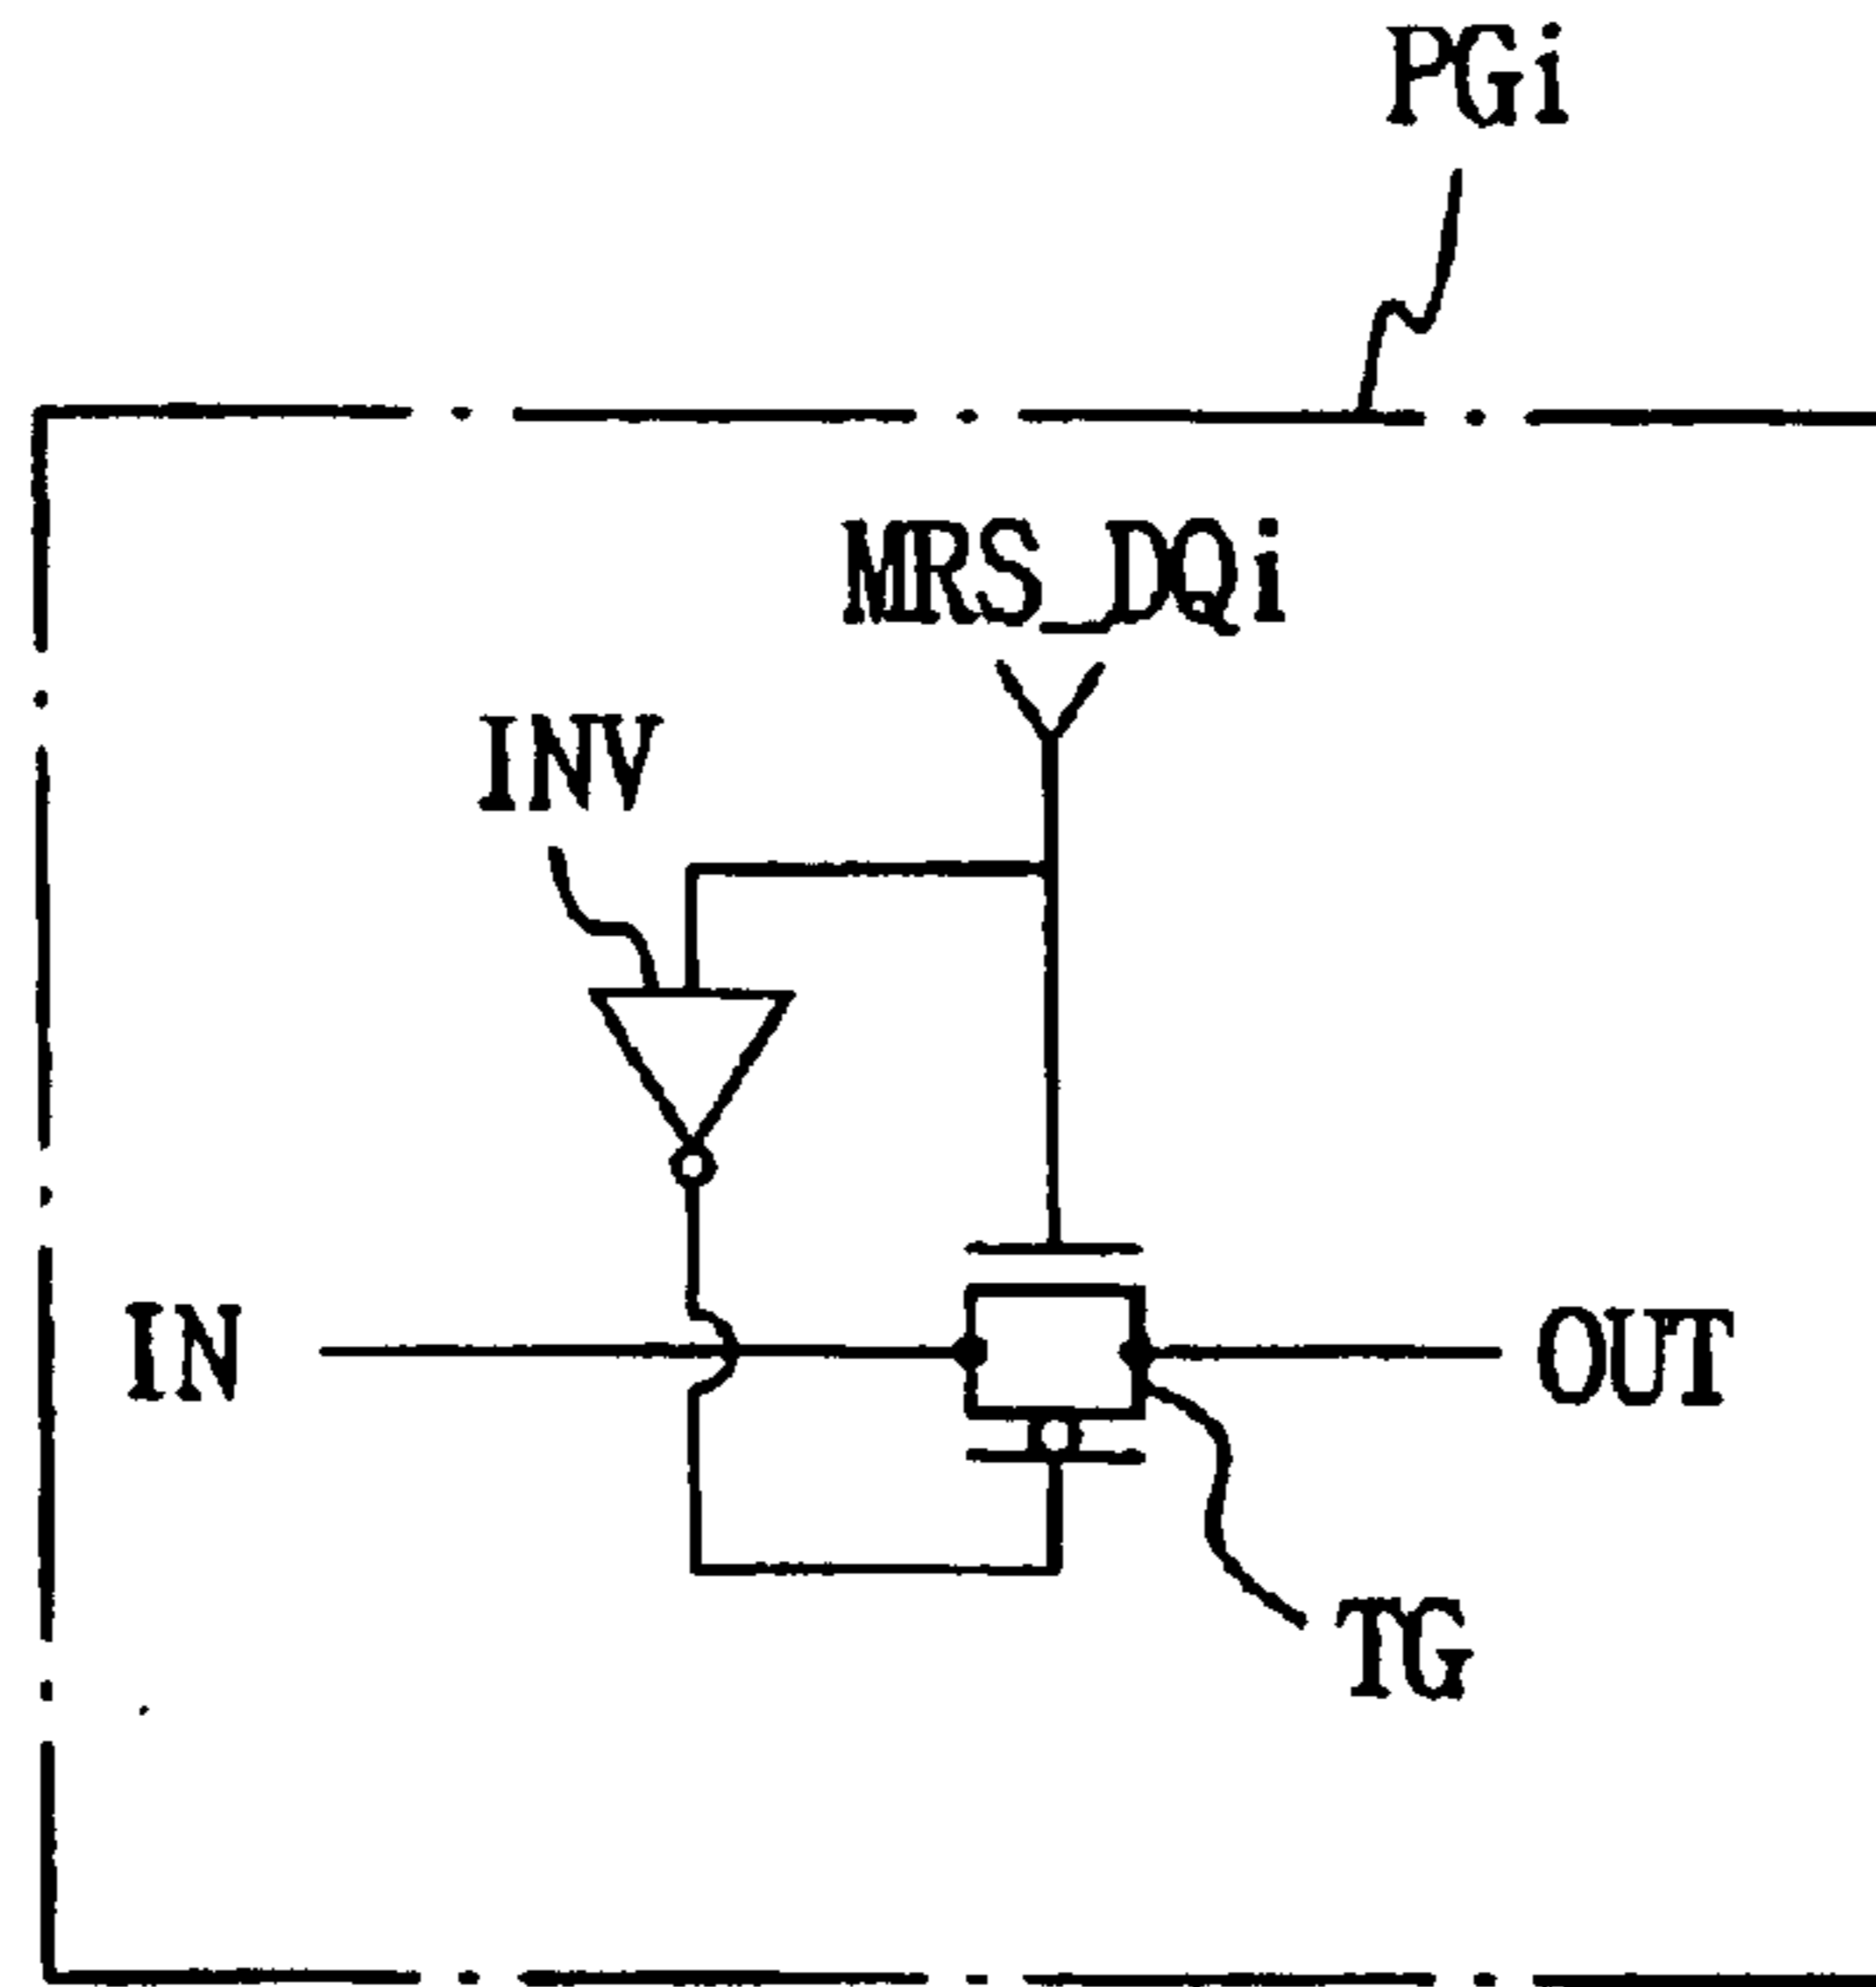 PGi
MRS_DQi
INV
IN
OUT
TG